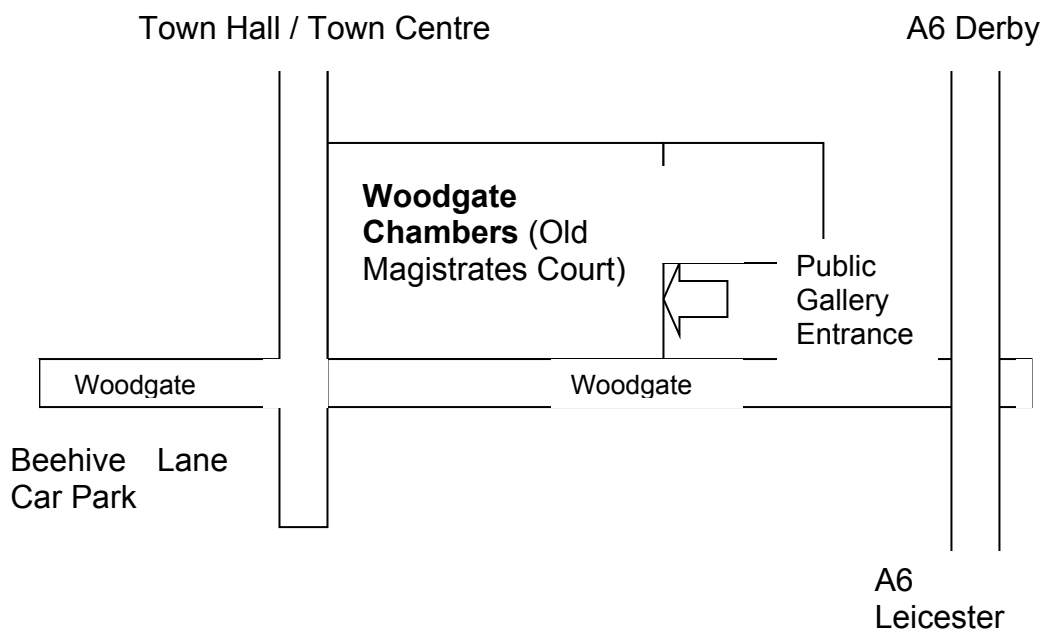 Town Hall / Town Centre
A6 Derby
Woodgate
Chambers (Old
Magistrates Court)
Public
Gallery
Entrance
Woodgate
Woodgate
Beehive Lane
Car Park
A6
Leicester